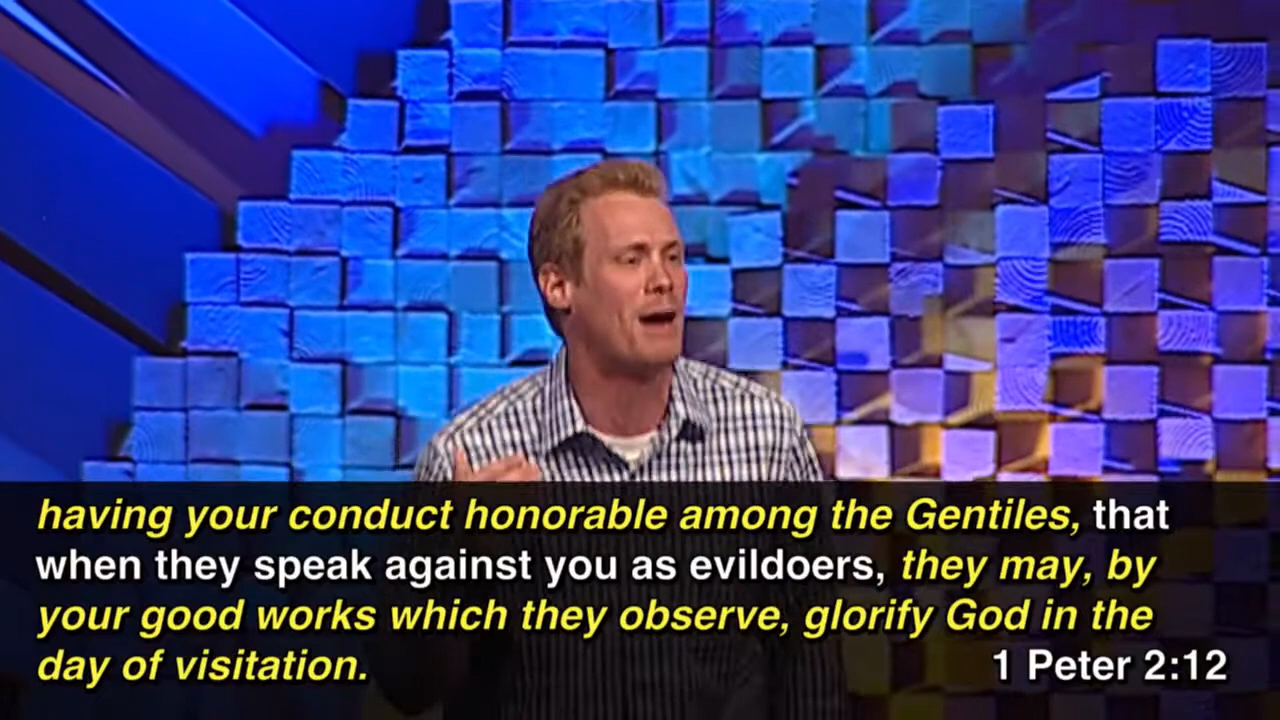 having your conduct honorable among the Gentiles, that
when they speak against you as evildoers, they may, by
your good works which they observe, glorify God in the
day of visitation.
1 Peter 2:12